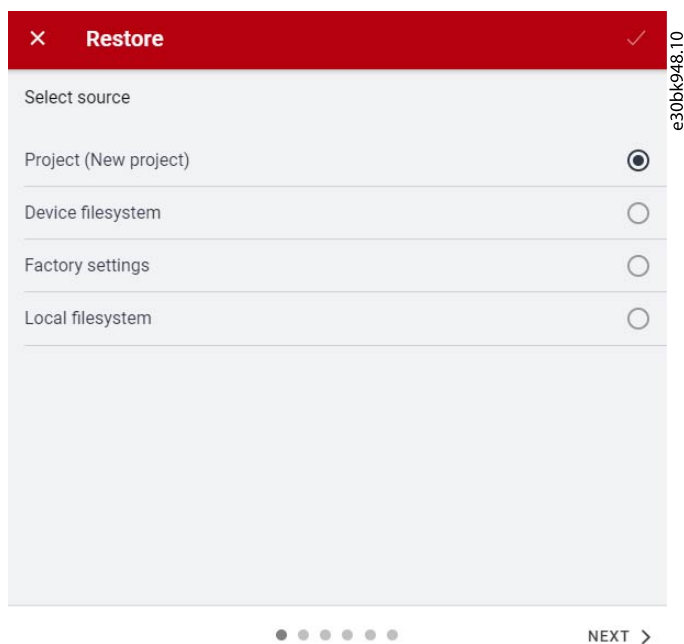 Restore
Select source
Project (New project)
Device filesystem
Factory settings
Local filesystem
NEXT
e30bk948.10